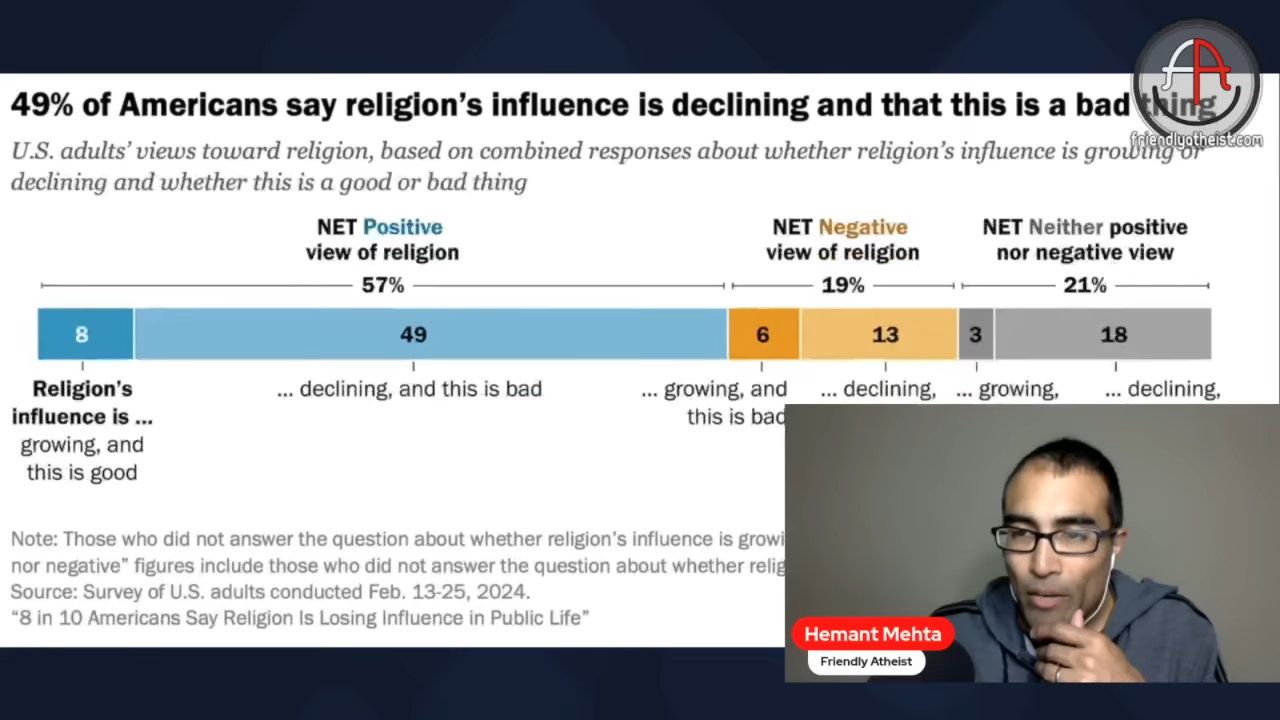 49% of Americans say religion's influence is declining and that this is a bad thing
friendlyatheist.com
U.S. adults' views toward religion, based on combined responses about whether religion's influence is growing or
declining and whether this is a good or bad thing
NET Positive
view of religion
57%
NET Negative
view of religion
19%
NET Neither positive
nor negative view
21%
8
49
6
13
3
18
Religion's
influence is ...
growing, and
this is good
... declining, and this is bad
... growing, and
this is bad
... declining,
... growing,
... declining,
Note: Those who did not answer the question about whether religion's influence is
nor negative" figures include those who did not answer the question about whether
Source: Survey of U.S. adults conducted Feb. 13-25, 2024.
"8 in 10 Americans Say Religion Is Losing Influence in Public Life"
Hemant Mehta
Friendly Atheist